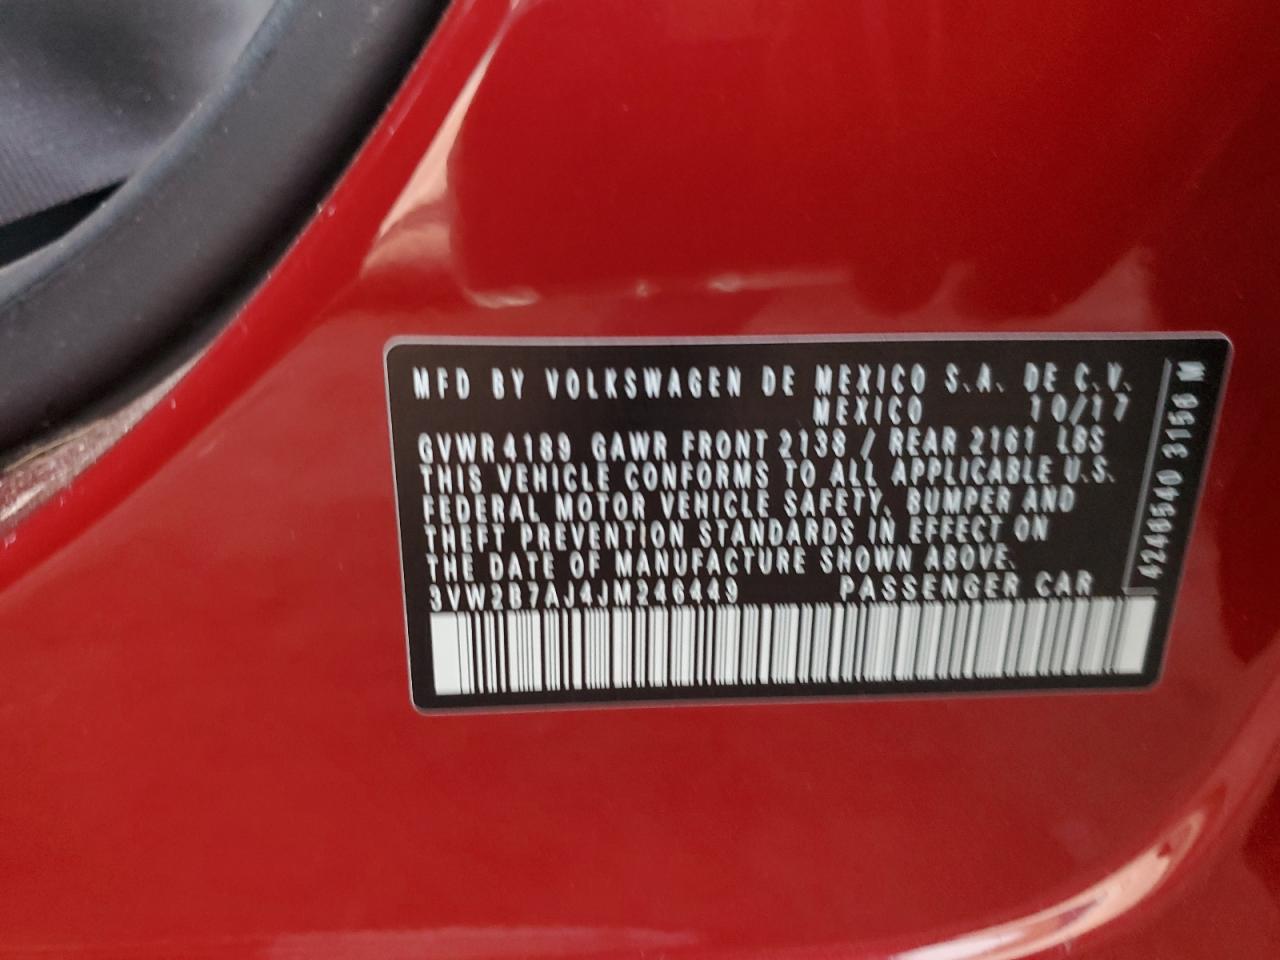 MFD BY VOLKSWAGEN DE MEXICO S.A. DE C.V.
MEXICO 10/17
GVWR 4189 GAWR FRONT 2138 / REAR 2161 LBS
THIS VEHICLE CONFORMS TO ALL APPLICABLE U.S.
FEDERAL MOTOR VEHICLE SAFETY, BUMPER AND
THEFT PREVENTION STANDARDS IN EFFECT ON
THE DATE OF MANUFACTURE SHOWN ABOVE.
3VW2B7AJ4JM246449 PASSENGER CAR
4240540 3156 M